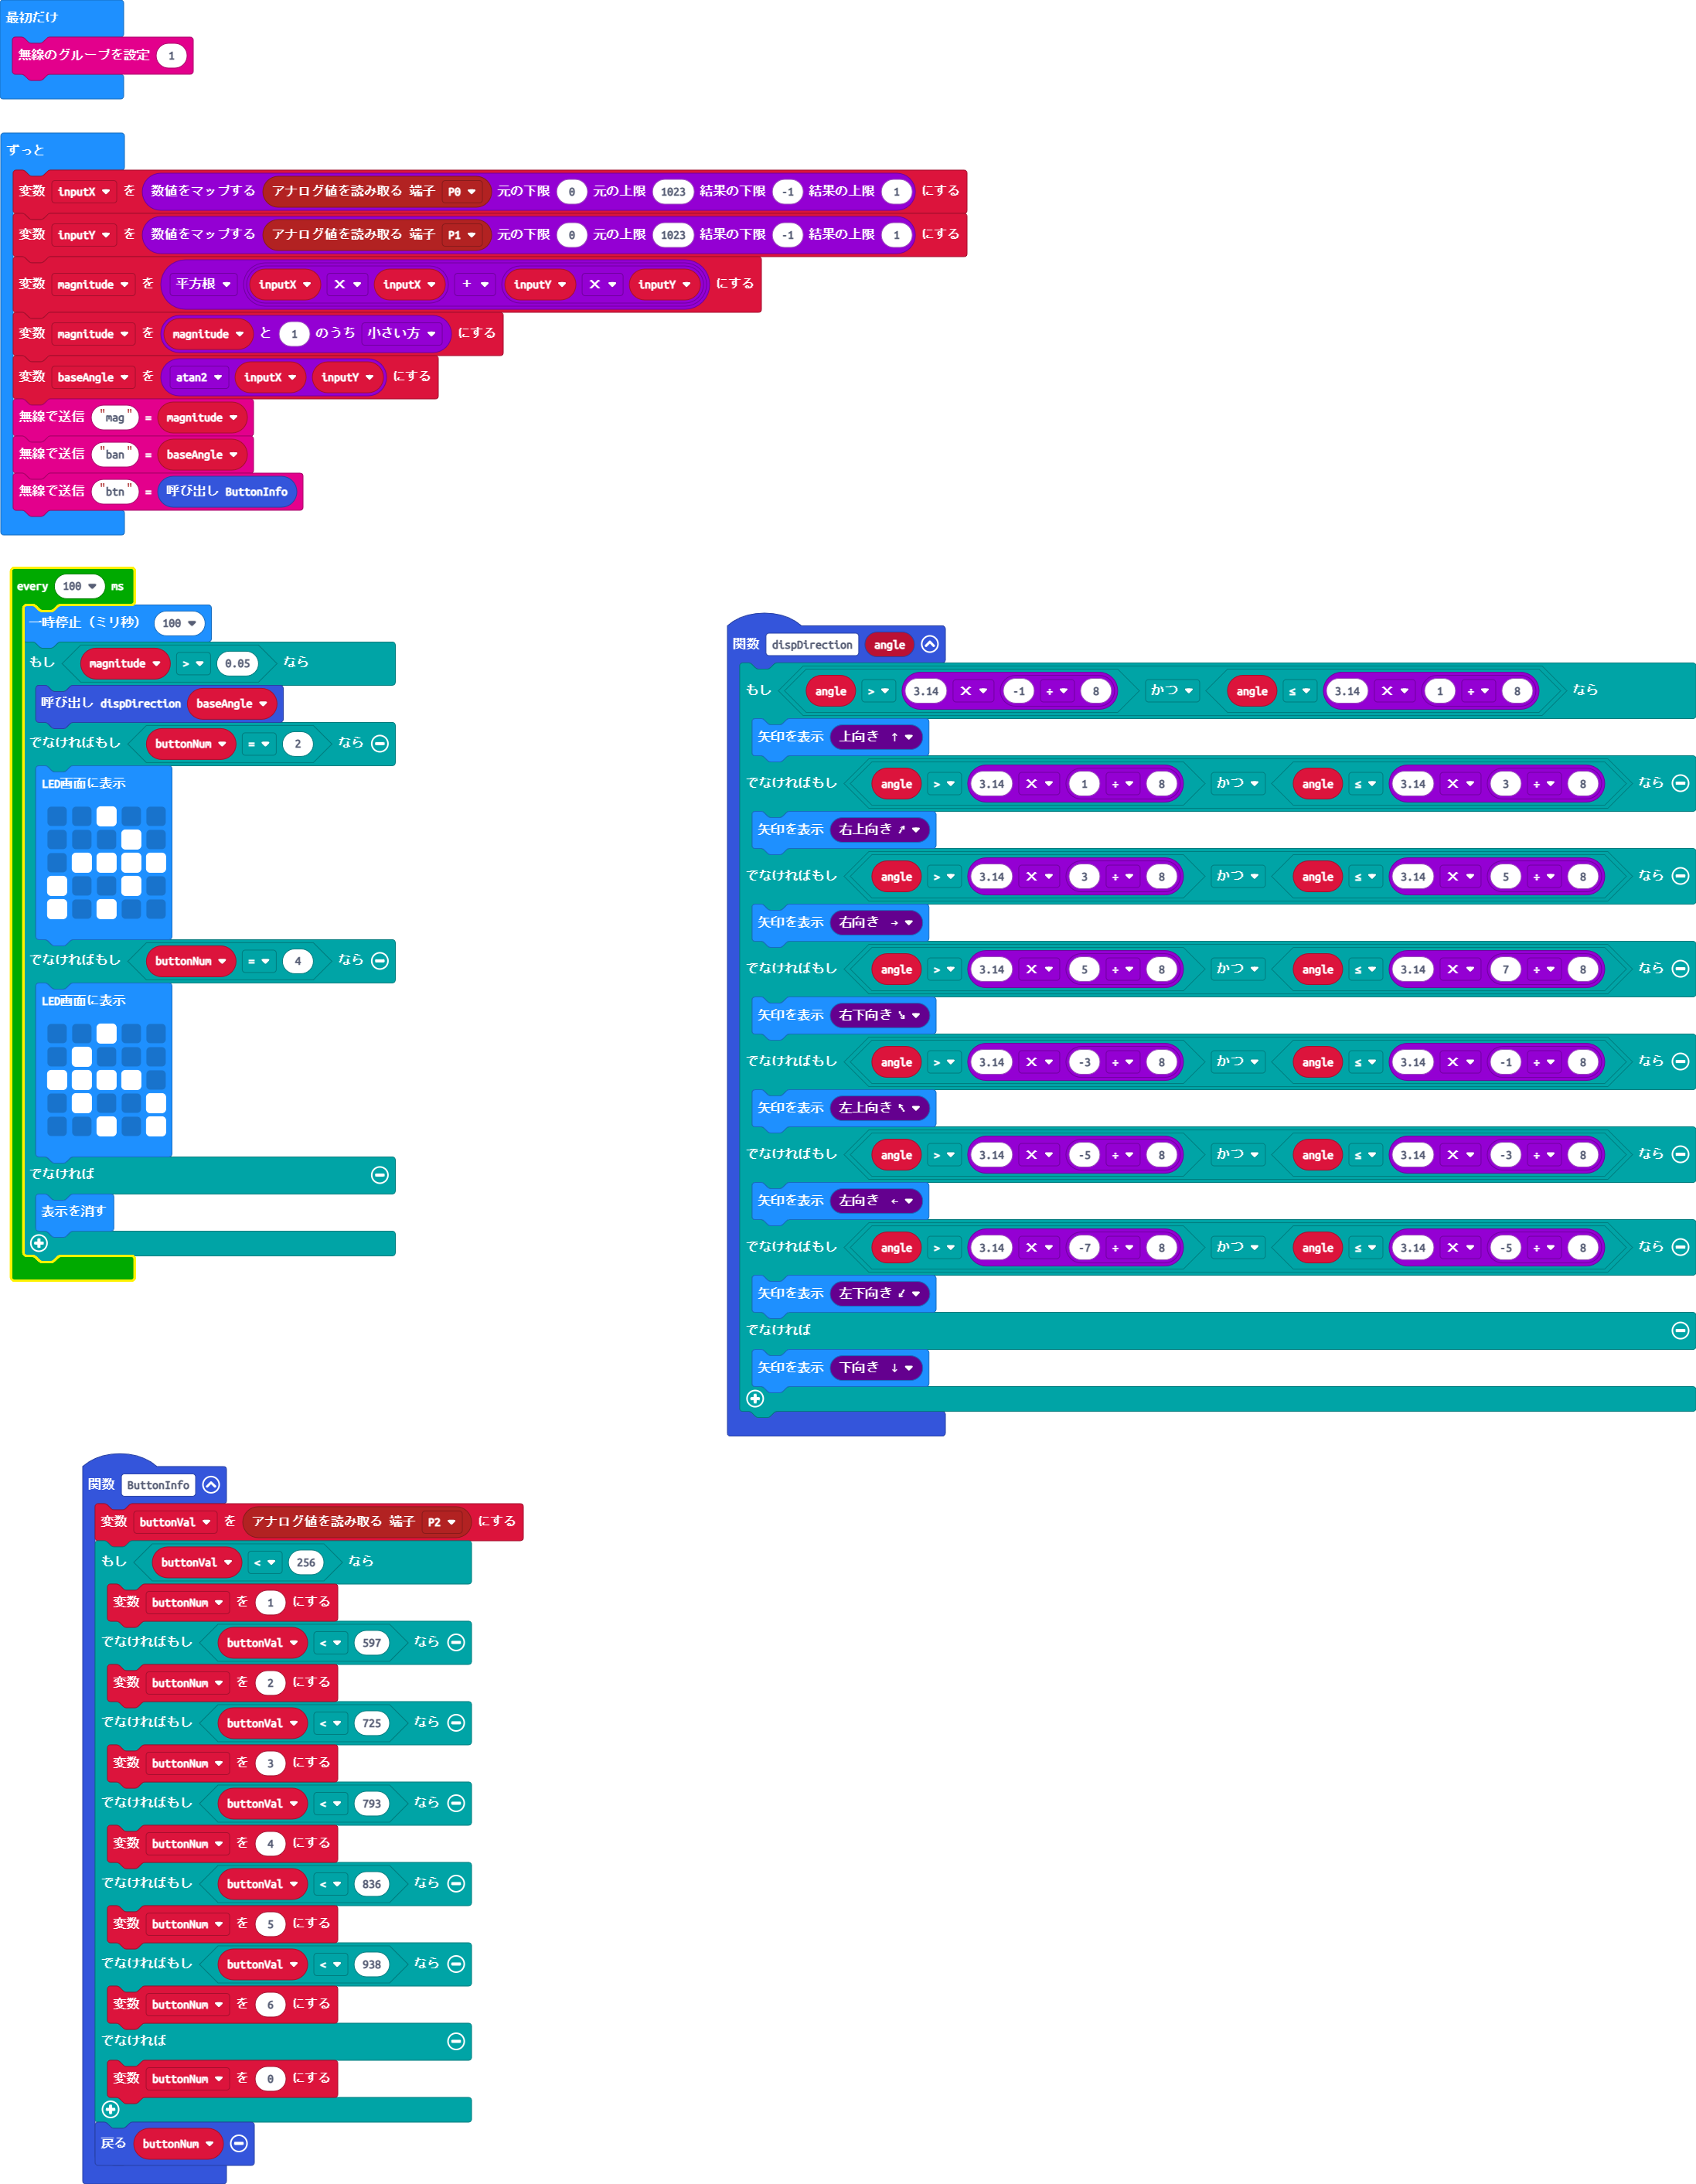 最初だけ
無線のグループを設定 1
ずっと
変数 inputX を 数値をマップする アナログ値を読み取る 端子 P0 元の下限 0 元の上限 1023 結果の下限 -1 結果の上限 1 にする
変数 inputY を 数値をマップする アナログ値を読み取る 端子 P1 元の下限 0 元の上限 1023 結果の下限 -1 結果の上限 1 にする
変数 magnitude を 平方根 inputX × inputX + inputY × inputY にする
変数 magnitude を magnitude と 1 のうち 小さい方 にする
変数 baseAngle を atan2 inputX inputY にする
無線で送信 "mag" = magnitude
無線で送信 "ban" = baseAngle
無線で送信 "btn" = 呼び出し ButtonInfo
every 100 ms
一時停止（ミリ秒） 100
もし magnitude > 0.05 なら
呼び出し dispDirection baseAngle
でなければもし buttonNum = 2 なら
LED画面に表示
でなければもし buttonNum = 4 なら
LED画面に表示
でなければ
表示を消す
関数 dispDirection angle
もし angle > 3.14 × -1 ÷ 8 かつ angle ≤ 3.14 × 1 ÷ 8 なら
矢印を表示 上向き ↑
でなければもし angle > 3.14 × 1 ÷ 8 かつ angle ≤ 3.14 × 3 ÷ 8 なら
矢印を表示 右上向き ↗
でなければもし angle > 3.14 × 3 ÷ 8 かつ angle ≤ 3.14 × 5 ÷ 8 なら
矢印を表示 右向き →
でなければもし angle > 3.14 × 5 ÷ 8 かつ angle ≤ 3.14 × 7 ÷ 8 なら
矢印を表示 右下向き ↘
でなければもし angle > 3.14 × -3 ÷ 8 かつ angle ≤ 3.14 × -1 ÷ 8 なら
矢印を表示 左上向き ↖
でなければもし angle > 3.14 × -5 ÷ 8 かつ angle ≤ 3.14 × -3 ÷ 8 なら
矢印を表示 左向き ←
でなければもし angle > 3.14 × -7 ÷ 8 かつ angle ≤ 3.14 × -5 ÷ 8 なら
矢印を表示 左下向き ↙
でなければ
矢印を表示 下向き ↓
関数 ButtonInfo
変数 buttonVal を アナログ値を読み取る 端子 P2 にする
もし buttonVal < 256 なら
変数 buttonNum を 1 にする
でなければもし buttonVal < 597 なら
変数 buttonNum を 2 にする
でなければもし buttonVal < 725 なら
変数 buttonNum を 3 にする
でなければもし buttonVal < 793 なら
変数 buttonNum を 4 にする
でなければもし buttonVal < 836 なら
変数 buttonNum を 5 にする
でなければもし buttonVal < 938 なら
変数 buttonNum を 6 にする
でなければ
変数 buttonNum を 0 にする
戻る buttonNum